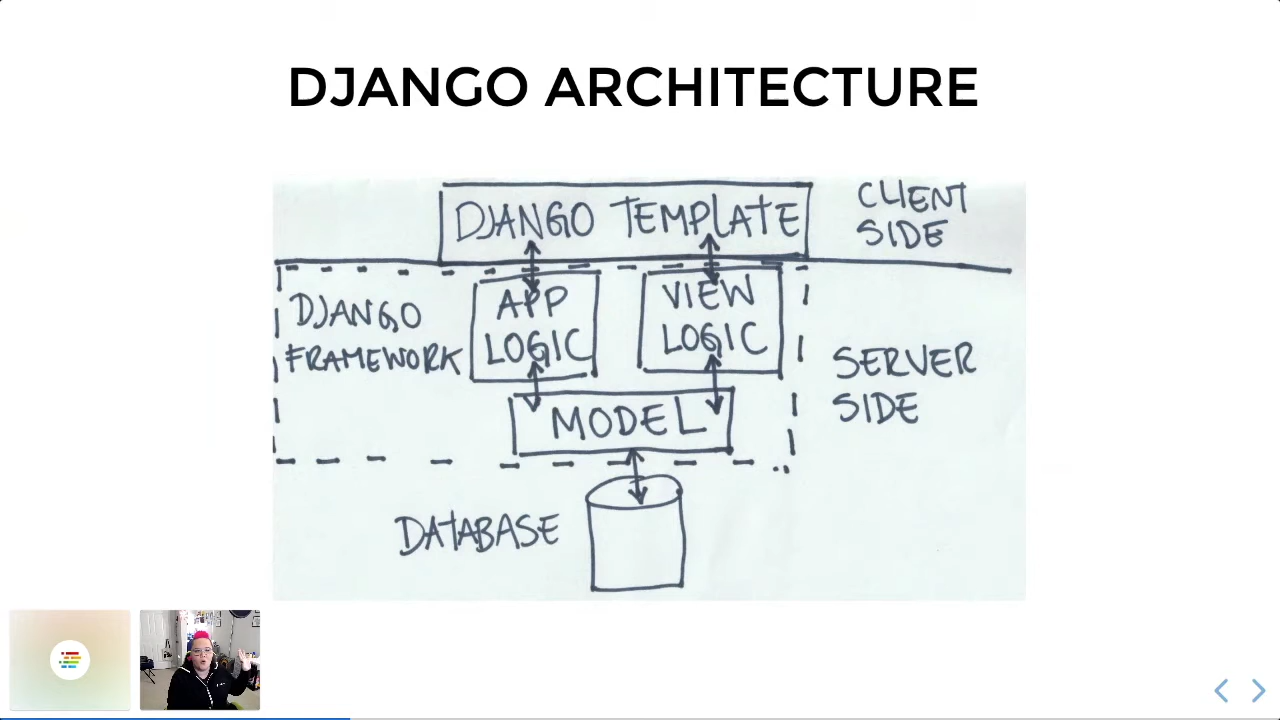 DJANGO ARCHITECTURE
DJANGO TEMPLATE
CLIENT
SIDE
DJANGO
FRAMEWORK
APP
LOGIC
VIEW
LOGIC
SERVER
SIDE
MODEL
DATABASE